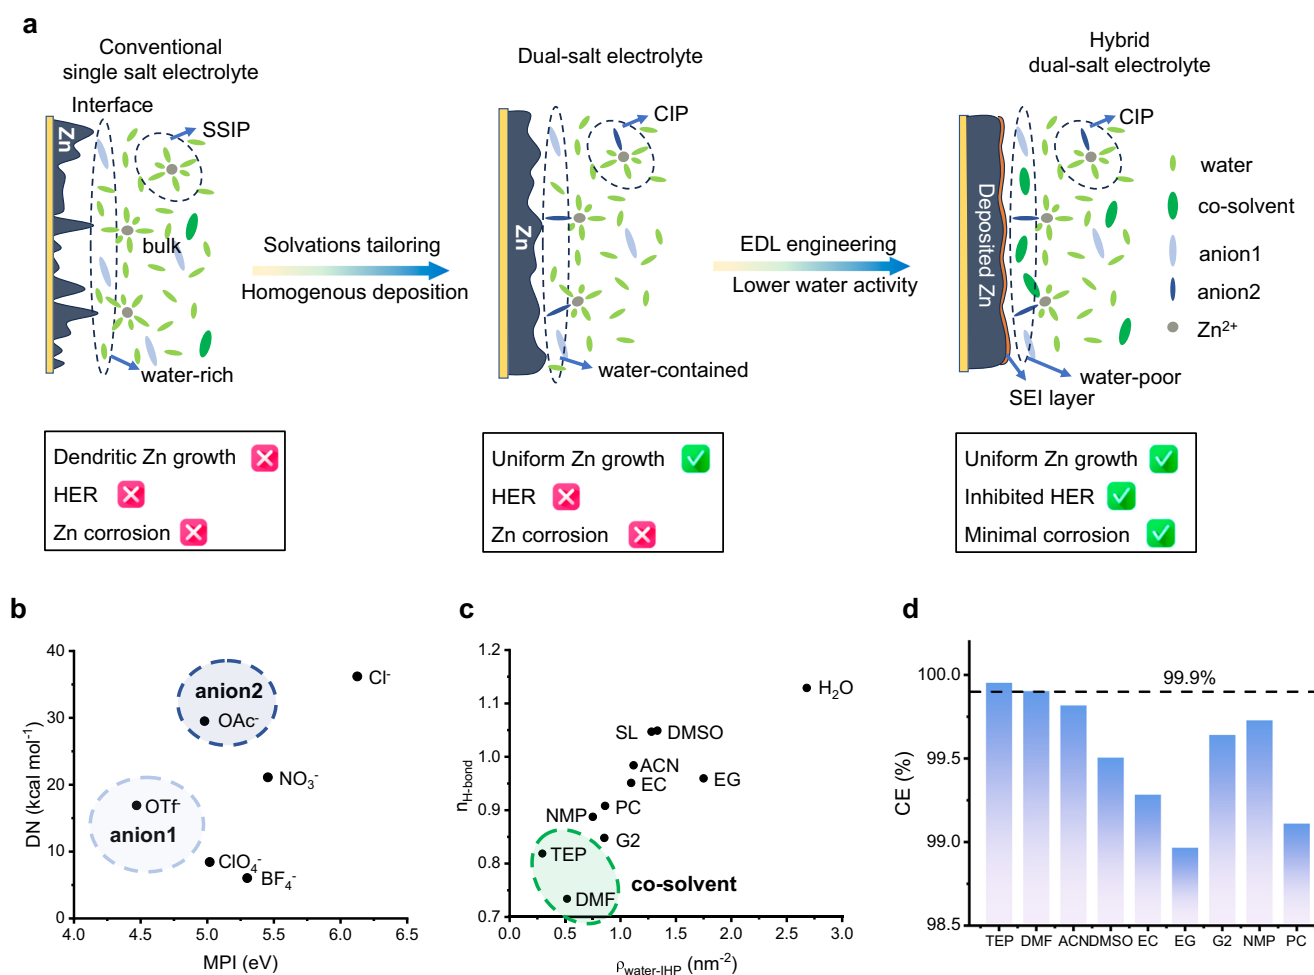 a
Conventional
single salt electrolyte
Dual-salt electrolyte
Hybrid
dual-salt electrolyte
Interface
Zn
SSIP
bulk
water-rich
Solvations tailoring
Homogenous deposition
Zn
CIP
water-contained
EDL engineering
Lower water activity
Deposited Zn
CIP
water-poor
SEI layer
water
co-solvent
anion1
anion2
Zn²⁺
Dendritic Zn growth
HER
Zn corrosion
Uniform Zn growth
HER
Zn corrosion
Uniform Zn growth
Inhibited HER
Minimal corrosion
b
DN (kcal mol⁻¹)
40
30
20
10
0
4.0 4.5 5.0 5.5 6.0 6.5
MPI (eV)
anion2
OAc⁻
Cl⁻
NO₃⁻
OTf⁻
anion1
ClO₄⁻
BF₄⁻
c
n_H-bond
1.2
1.1
1.0
0.9
0.8
0.7
0.0 0.5 1.0 1.5 2.0 2.5 3.0
ρ_water-IHP (nm⁻²)
H₂O
SL
DMSO
ACN
EC
EG
PC
NMP
G2
TEP
DMF
co-solvent
d
CE (%)
100.0
99.5
99.0
98.5
99.9%
TEP DMF ACN DMSO EC EG G2 NMP PC